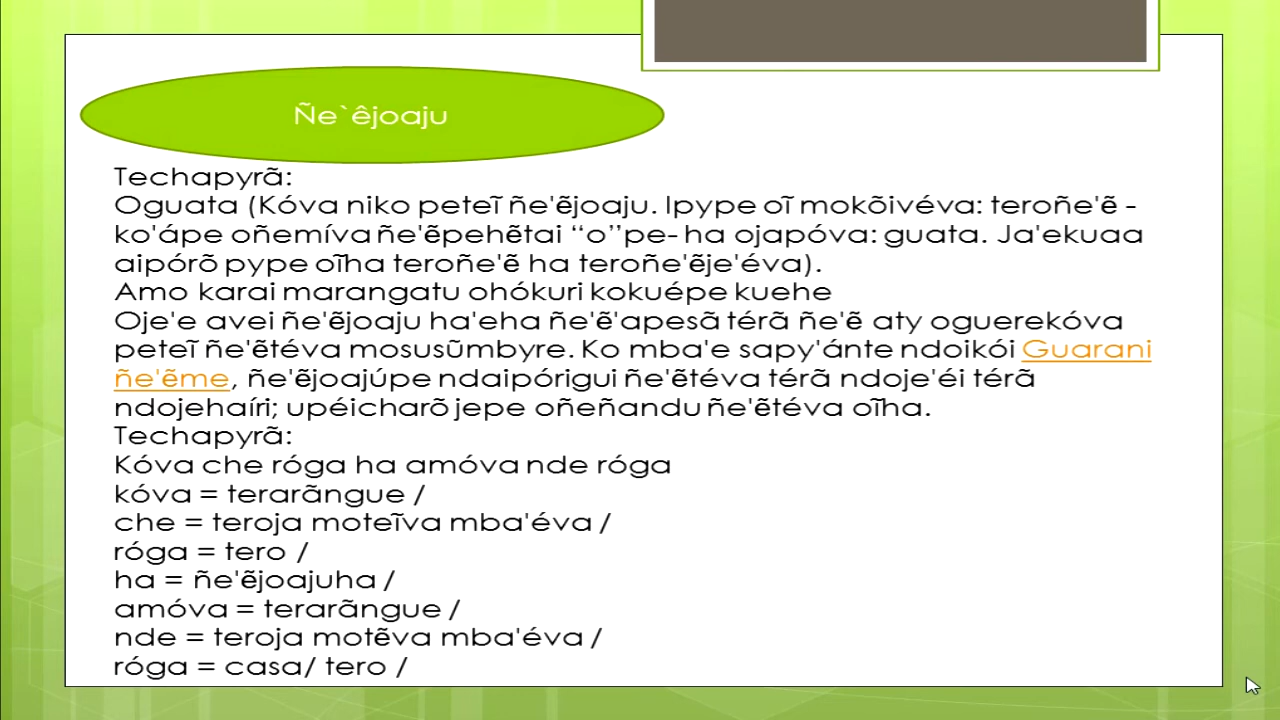 Ñe`êjoaju
Techapyrã:
Oguata (Kóva niko peteĩ ñe'ẽjoaju. Ipype oĩ mokõivéva: teroñe'ẽ -
ko'ápe oñemíva ñe'ẽpehẽtai “o”pe- ha ojapóva: guata. Ja'ekuaa
aipórõ pype oĩha teroñe'ẽ ha teroñe'ẽje'éva).
Amo karai marangatu ohókuri kokuépe kuehe
Oje'e avei ñe'ẽjoaju ha'eha ñe'ẽ'apesã térã ñe'ẽ aty oguerekóva
peteĩ ñe'ẽtéva mosusũmbyre. Ko mba'e sapy'ánte ndoikói Guarani
ñe'ẽme, ñe'ẽjoajúpe ndaipórigui ñe'ẽtéva térã ndoje'éi térã
ndojehaíri; upéicharõ jepe oñeñandu ñe'ẽtéva oĩha.
Techapyrã:
Kóva che róga ha amóva nde róga
kóva = terarãngue /
che = teroja moteĩva mba'éva /
róga = tero /
ha = ñe'ẽjoajuha /
amóva = terarãngue /
nde = teroja motẽva mba'éva /
róga = casa/ tero /